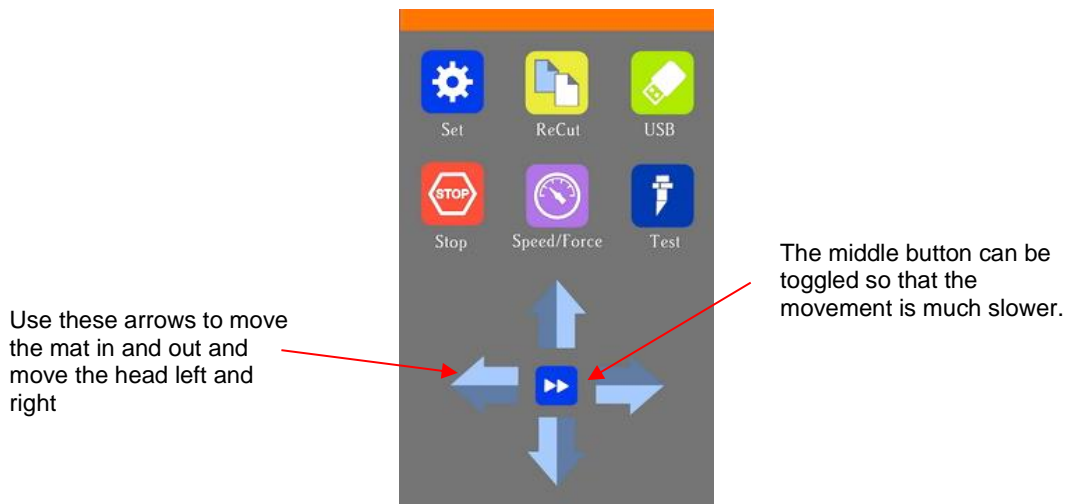 Set ReCut USB
STOP
Stop Speed/Force Test
The middle button can be
toggled so that the
movement is much slower.
Use these arrows to move
the mat in and out and
move the head left and
right